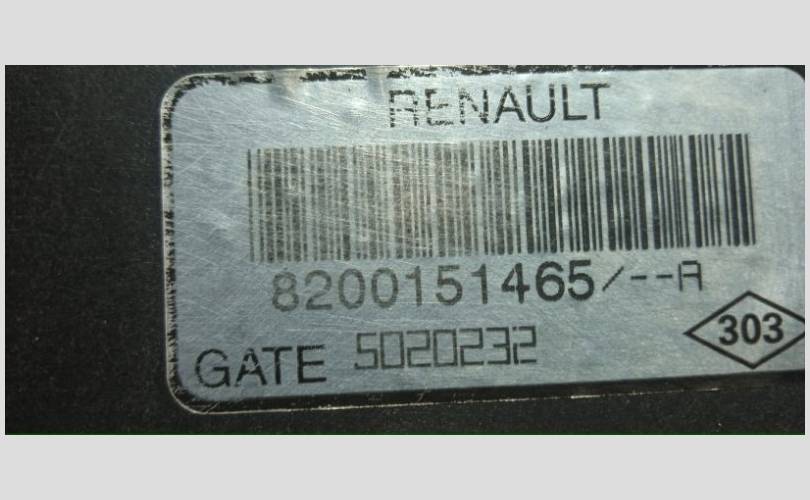 RENAULT
8200151465/--A
303
GATE 5020232